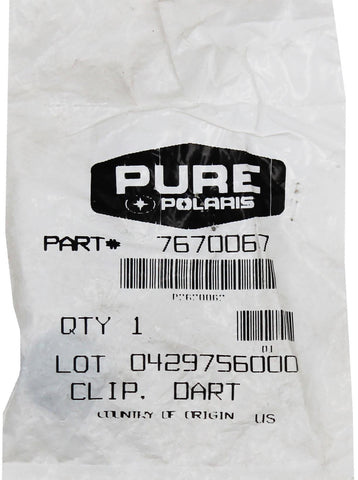 PURE
POLARIS
PART# 7670067
P7670067
QTY 1
01
LOT 0429756000
CLIP. DART
COUNTRY OF ORIGIN US